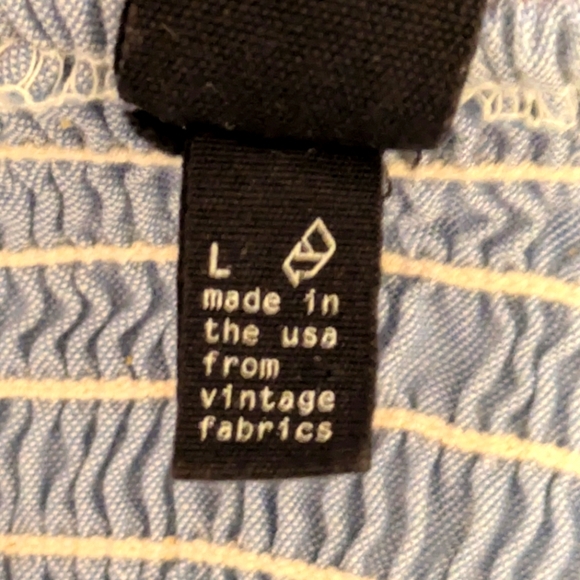 L
made in
the usa
from
vintage
fabrics